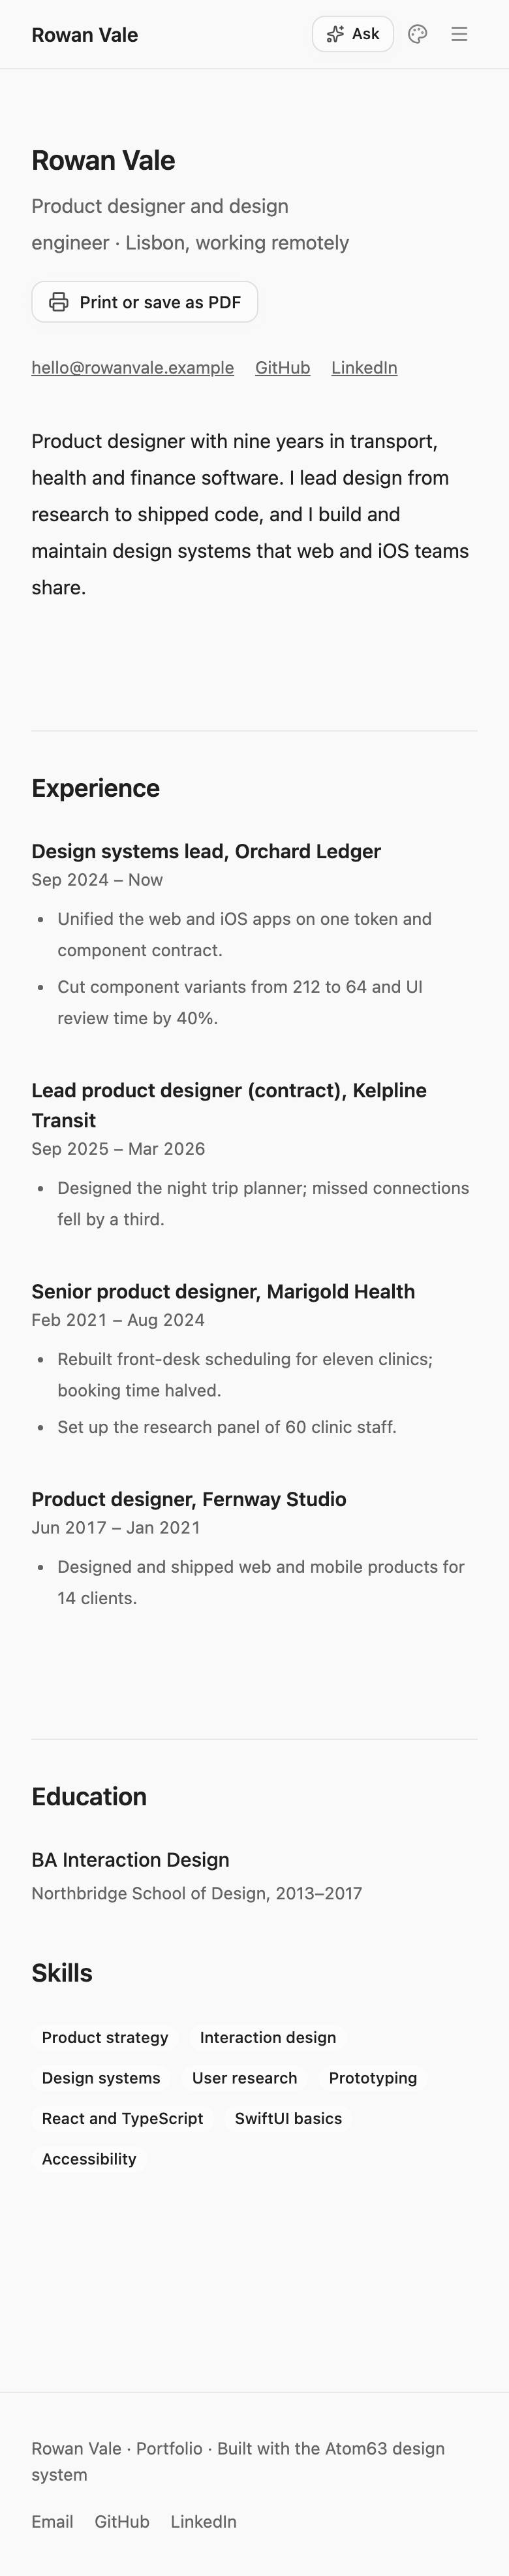 Rowan Vale
Ask
Rowan Vale
Product designer and design
engineer · Lisbon, working remotely
Print or save as PDF
hello@rowanvale.example GitHub LinkedIn
Product designer with nine years in transport,
health and finance software. I lead design from
research to shipped code, and I build and
maintain design systems that web and iOS teams
share.
Experience
Design systems lead, Orchard Ledger
Sep 2024 – Now
• Unified the web and iOS apps on one token and
component contract.
• Cut component variants from 212 to 64 and UI
review time by 40%.
Lead product designer (contract), Kelpline
Transit
Sep 2025 – Mar 2026
• Designed the night trip planner; missed connections
fell by a third.
Senior product designer, Marigold Health
Feb 2021 – Aug 2024
• Rebuilt front-desk scheduling for eleven clinics;
booking time halved.
• Set up the research panel of 60 clinic staff.
Product designer, Fernway Studio
Jun 2017 – Jan 2021
• Designed and shipped web and mobile products for
14 clients.
Education
BA Interaction Design
Northbridge School of Design, 2013–2017
Skills
Product strategy Interaction design
Design systems User research Prototyping
React and TypeScript SwiftUI basics
Accessibility
Rowan Vale · Portfolio · Built with the Atom63 design
system
Email GitHub LinkedIn